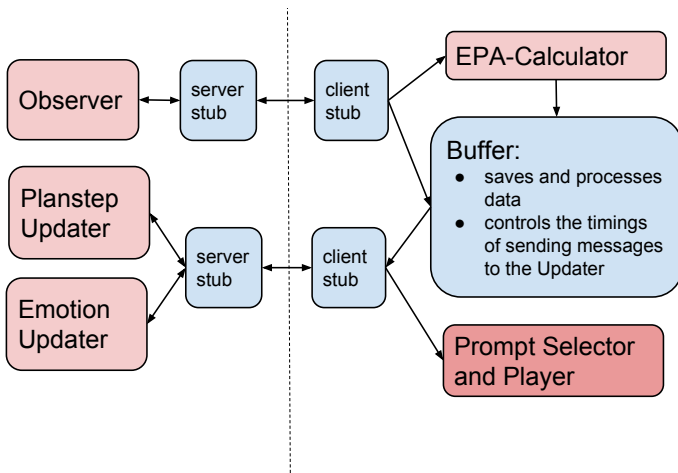 Observer
server
stub
client
stub
EPA-Calculator
Buffer:
● saves and processes
data
● controls the timings
of sending messages
to the Updater
Planstep
Updater
Emotion
Updater
server
stub
client
stub
Prompt Selector
and Player